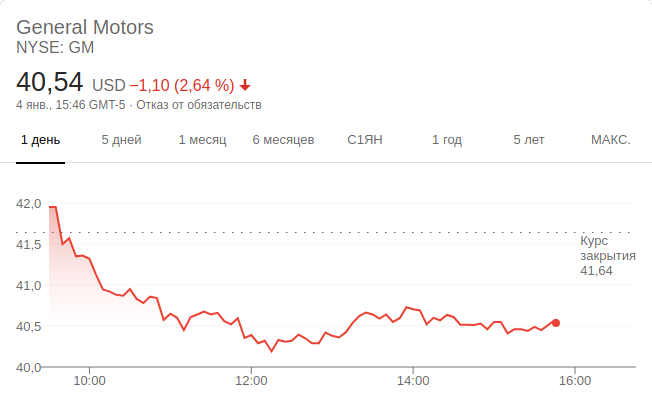 General Motors
NYSE: GM
40,54 USD −1,10 (2,64 %)
4 янв., 15:46 GMT-5 · Отказ от обязательств
1 день 5 дней 1 месяц 6 месяцев С1ЯН 1 год 5 лет МАКС.
42,0
41,5
41,0
40,5
40,0
Курс
закрытия
41,64
10:00 12:00 14:00 16:00